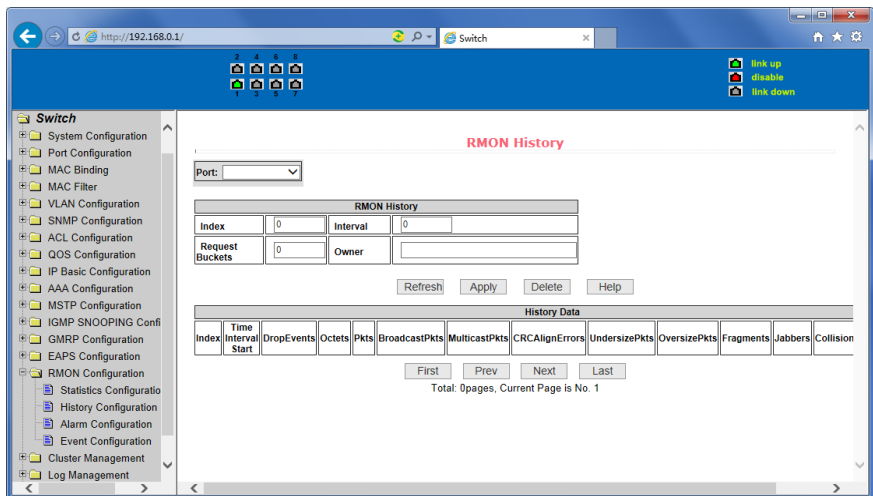 http://192.168.0.1/
Switch
2 4 6 8
1 3 5 7
link up
disable
link down
Switch
System Configuration
Port Configuration
MAC Binding
MAC Filter
VLAN Configuration
SNMP Configuration
ACL Configuration
QOS Configuration
IP Basic Configuration
AAA Configuration
MSTP Configuration
IGMP SNOOPING Confi
GMRP Configuration
EAPS Configuration
RMON Configuration
Statistics Configuratio
History Configuration
Alarm Configuration
Event Configuration
Cluster Management
Log Management
RMON History
Port:
RMON History
Index 0 Interval 0
Request Buckets 0 Owner
Refresh Apply Delete Help
History Data
Index Time Interval Start DropEvents Octets Pkts BroadcastPkts MulticastPkts CRCAlignErrors UndersizePkts OversizePkts Fragments Jabbers Collision
First Prev Next Last
Total: 0pages, Current Page is No. 1